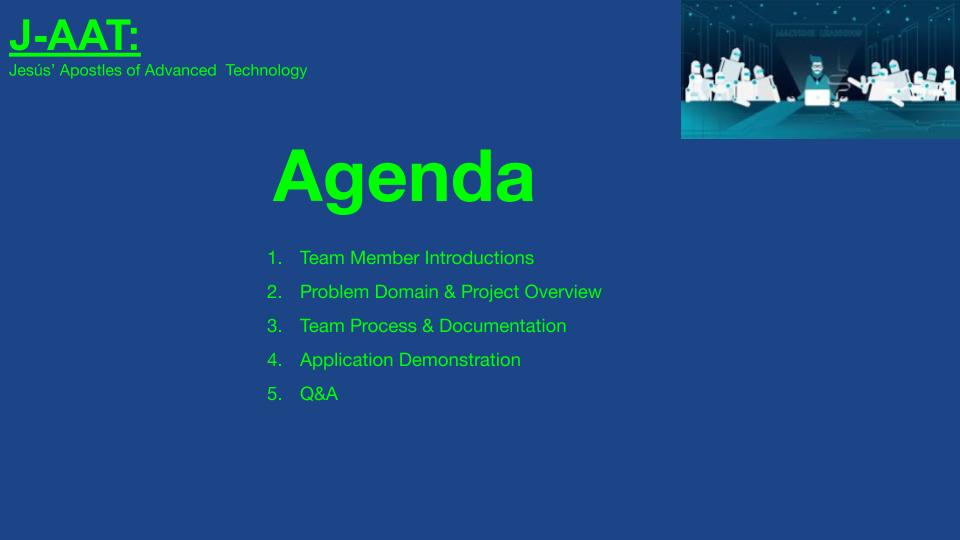 J-AAT:
Jesús’ Apostles of Advanced  Technology
MACHINE LEARNING
Agenda
1. Team Member Introductions
2. Problem Domain & Project Overview
3. Team Process & Documentation
4. Application Demonstration
5. Q&A